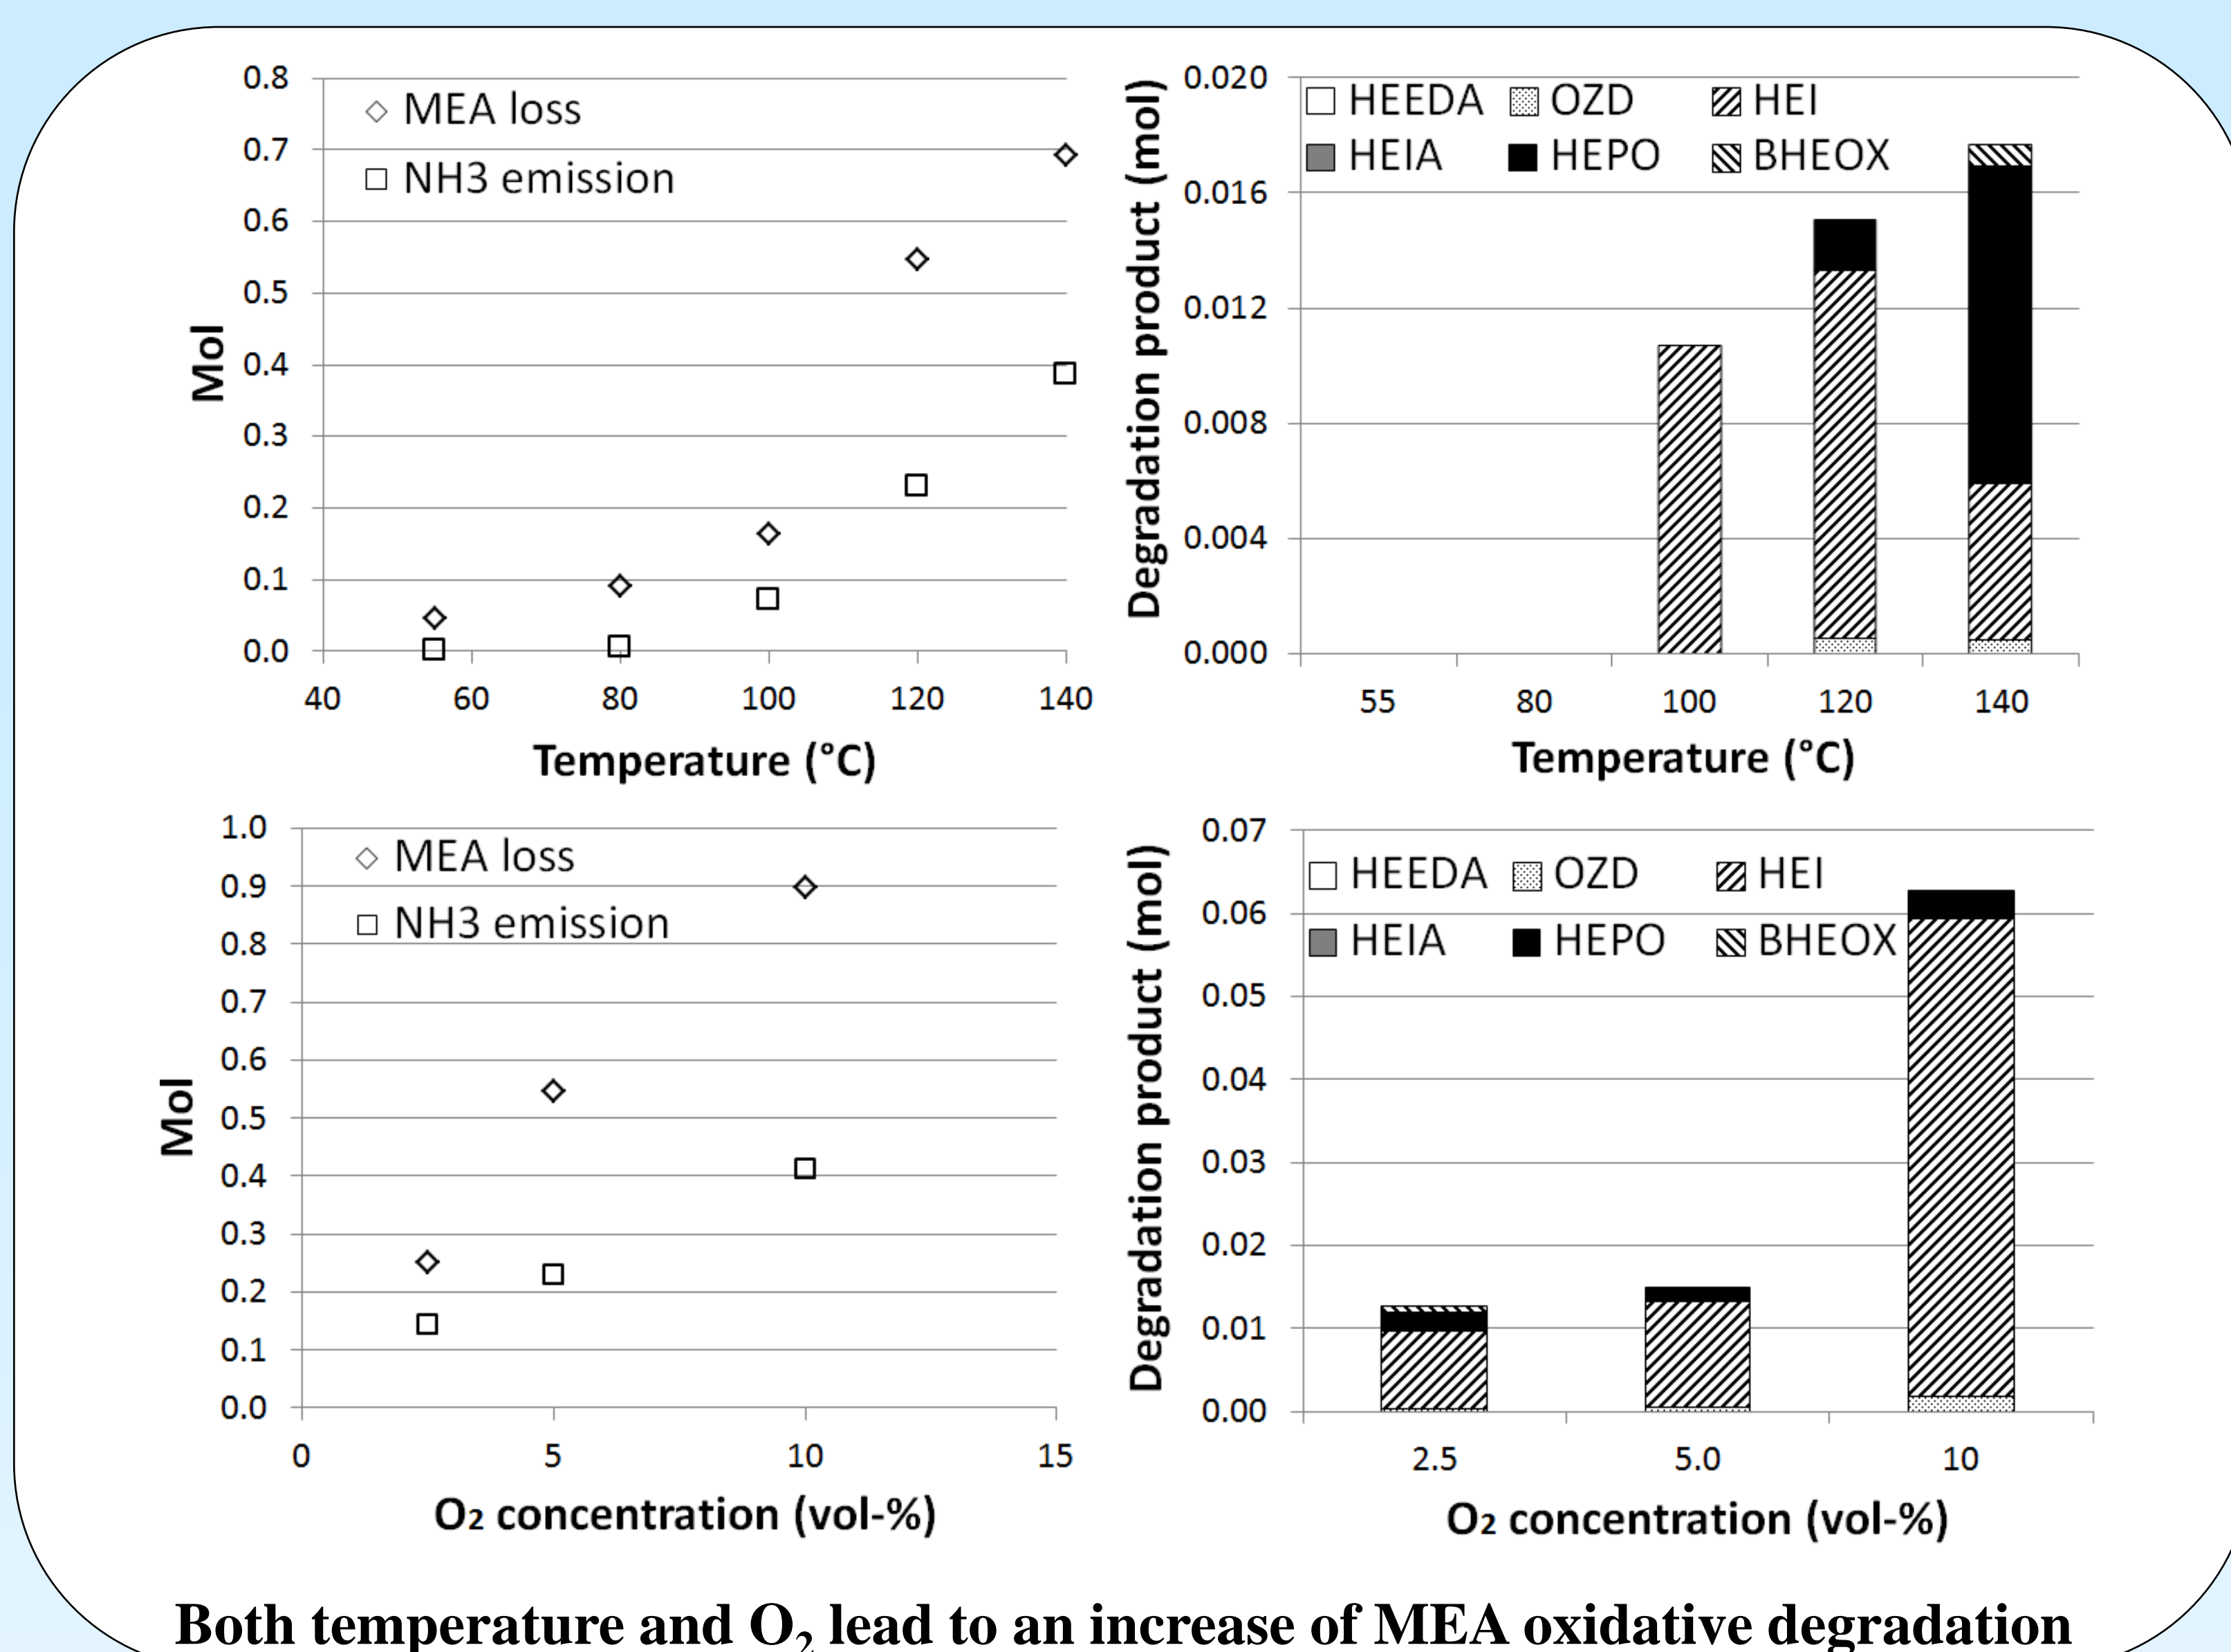 0.8
0.7
0.6
0.5
0.4
0.3
0.2
0.1
0.0
Mol
MEA loss
NH3 emission
40 60 80 100 120 140
Temperature (°C)
0.020
0.016
0.012
0.008
0.004
0.000
Degradation product (mol)
HEEDA OZD HEI
HEIA HEPO BHEOX
55 80 100 120 140
Temperature (°C)
1.0
0.9
0.8
0.7
0.6
0.5
0.4
0.3
0.2
0.1
0.0
Mol
MEA loss
NH3 emission
0 5 10 15
O2 concentration (vol-%)
0.07
0.06
0.05
0.04
0.03
0.02
0.01
0.00
Degradation product (mol)
HEEDA OZD HEI
HEIA HEPO BHEOX
2.5 5.0 10
O2 concentration (vol-%)
Both temperature and O₂ lead to an increase of MEA oxidative degradation